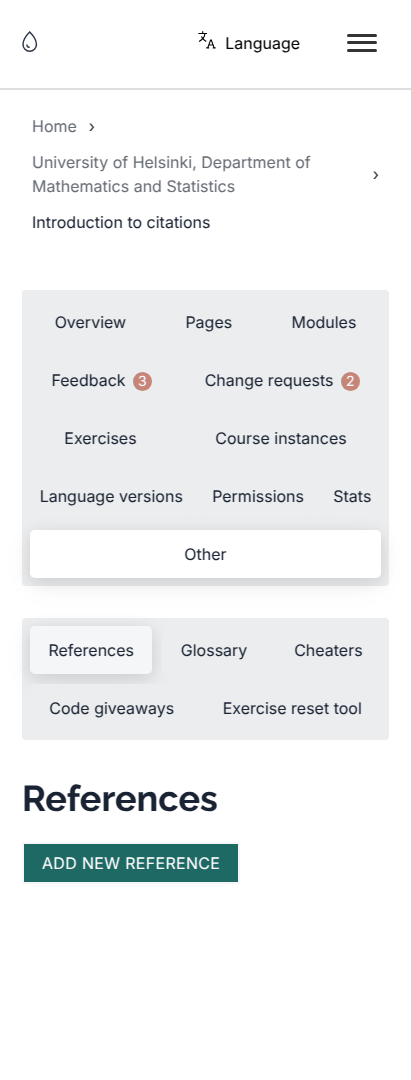 Language
Home ›
University of Helsinki, Department of
Mathematics and Statistics ›
Introduction to citations
Overview Pages Modules
Feedback 3 Change requests 2
Exercises Course instances
Language versions Permissions Stats
Other
References Glossary Cheaters
Code giveaways Exercise reset tool
References
ADD NEW REFERENCE